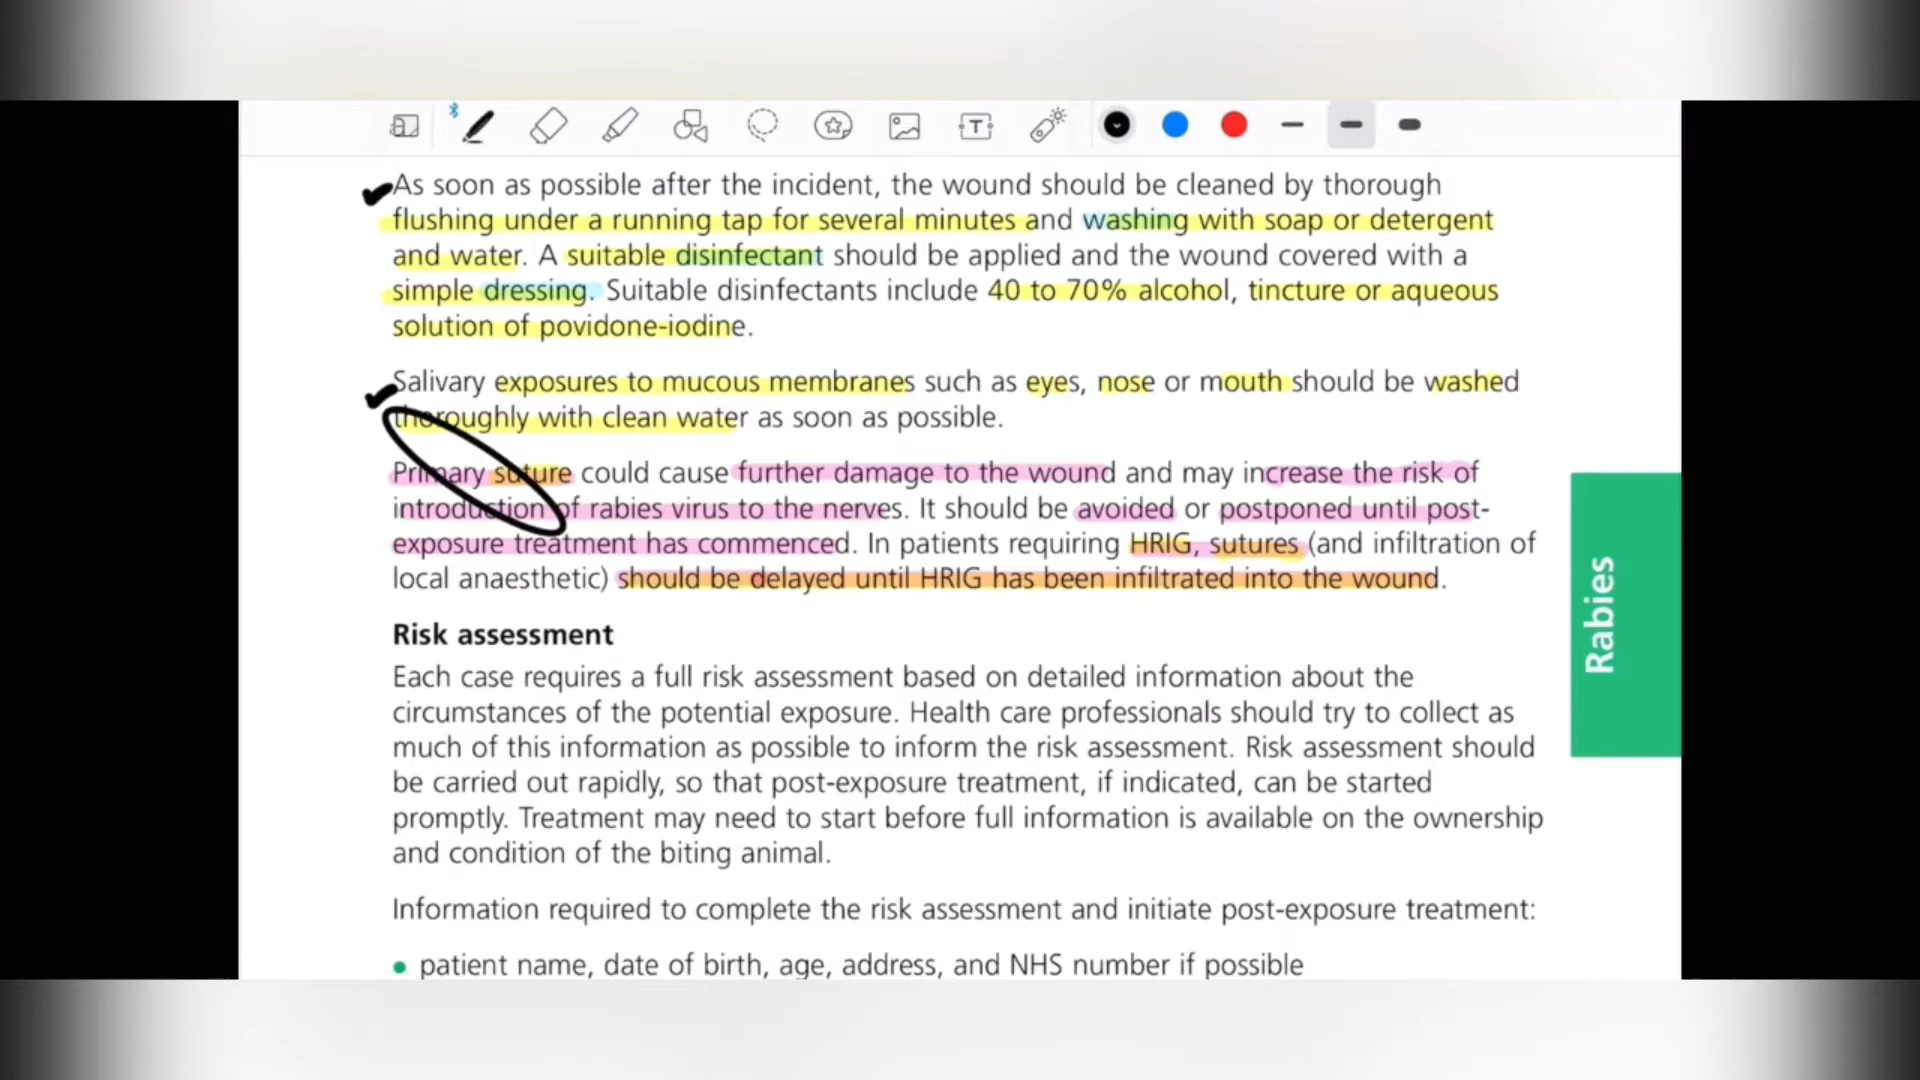 As soon as possible after the incident, the wound should be cleaned by thorough
flushing under a running tap for several minutes and washing with soap or detergent
and water. A suitable disinfectant should be applied and the wound covered with a
simple dressing. Suitable disinfectants include 40 to 70% alcohol, tincture or aqueous
solution of povidone-iodine.
Salivary exposures to mucous membranes such as eyes, nose or mouth should be washed
thoroughly with clean water as soon as possible.
Primary suture could cause further damage to the wound and may increase the risk of
introduction of rabies virus to the nerves. It should be avoided or postponed until post-
exposure treatment has commenced. In patients requiring HRIG, sutures (and infiltration of
local anaesthetic) should be delayed until HRIG has been infiltrated into the wound.
Risk assessment
Each case requires a full risk assessment based on detailed information about the
circumstances of the potential exposure. Health care professionals should try to collect as
much of this information as possible to inform the risk assessment. Risk assessment should
be carried out rapidly, so that post-exposure treatment, if indicated, can be started
promptly. Treatment may need to start before full information is available on the ownership
and condition of the biting animal.
Information required to complete the risk assessment and initiate post-exposure treatment:
• patient name, date of birth, age, address, and NHS number if possible
Rabies